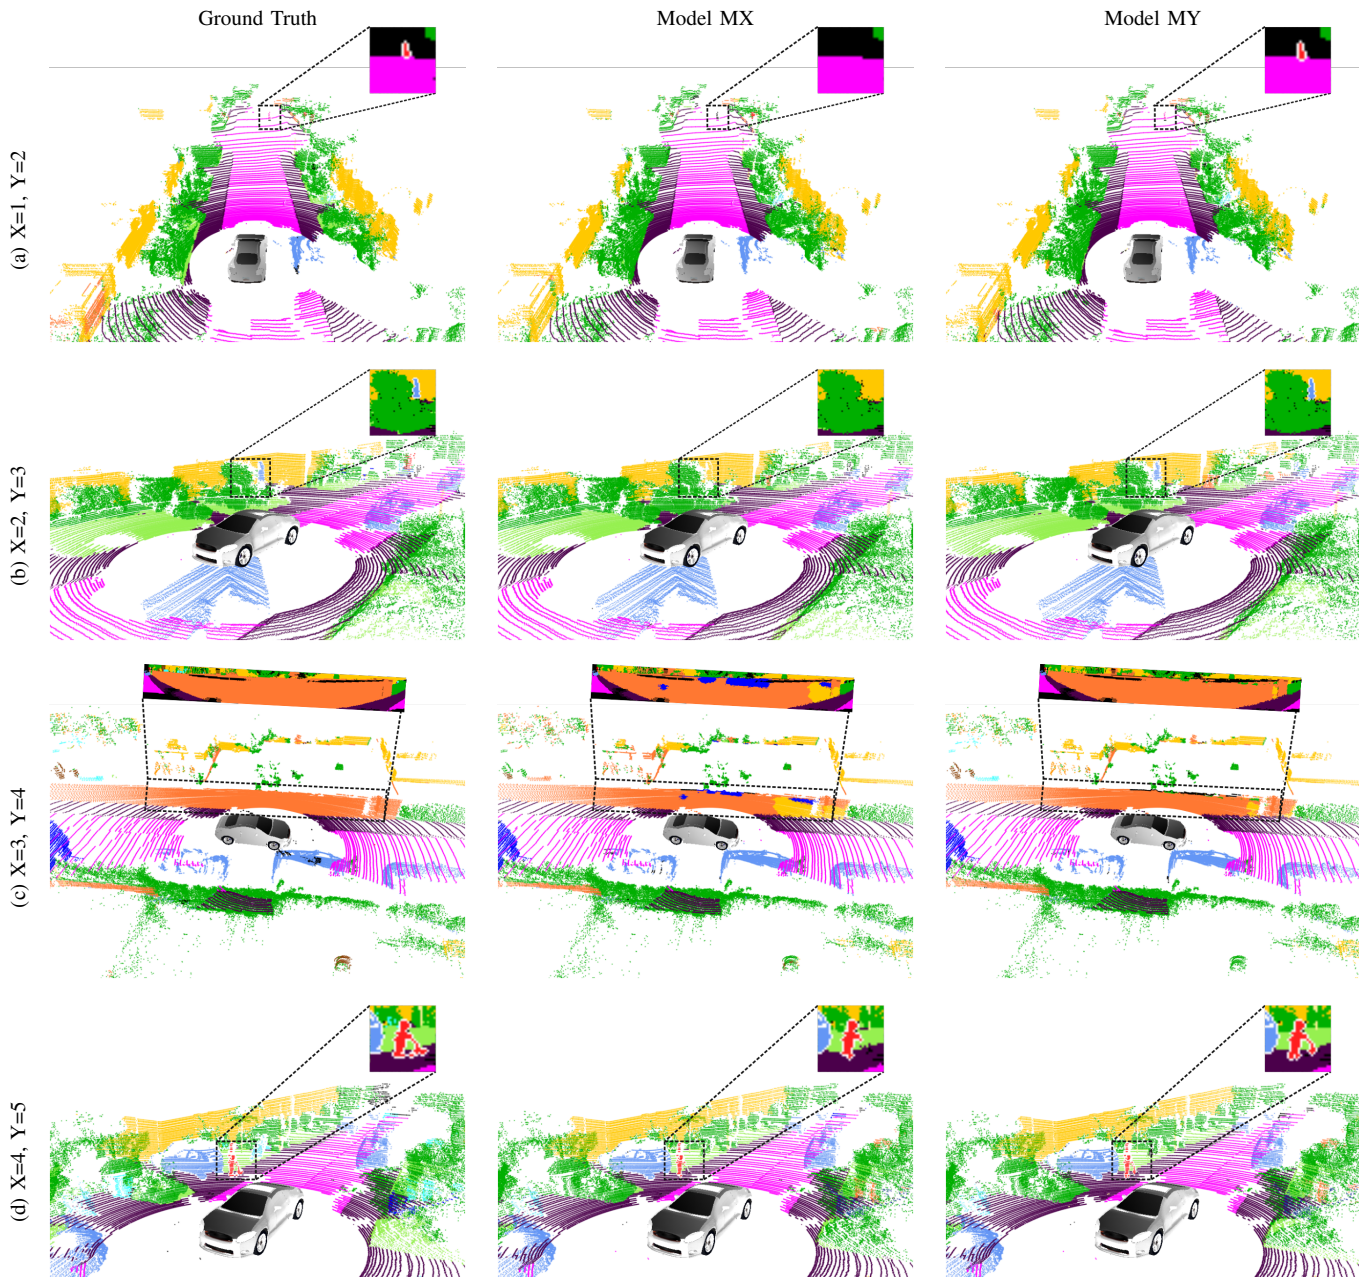 Ground Truth
Model MX
Model MY
(a) X=1, Y=2
(b) X=2, Y=3
(c) X=3, Y=4
(d) X=4, Y=5